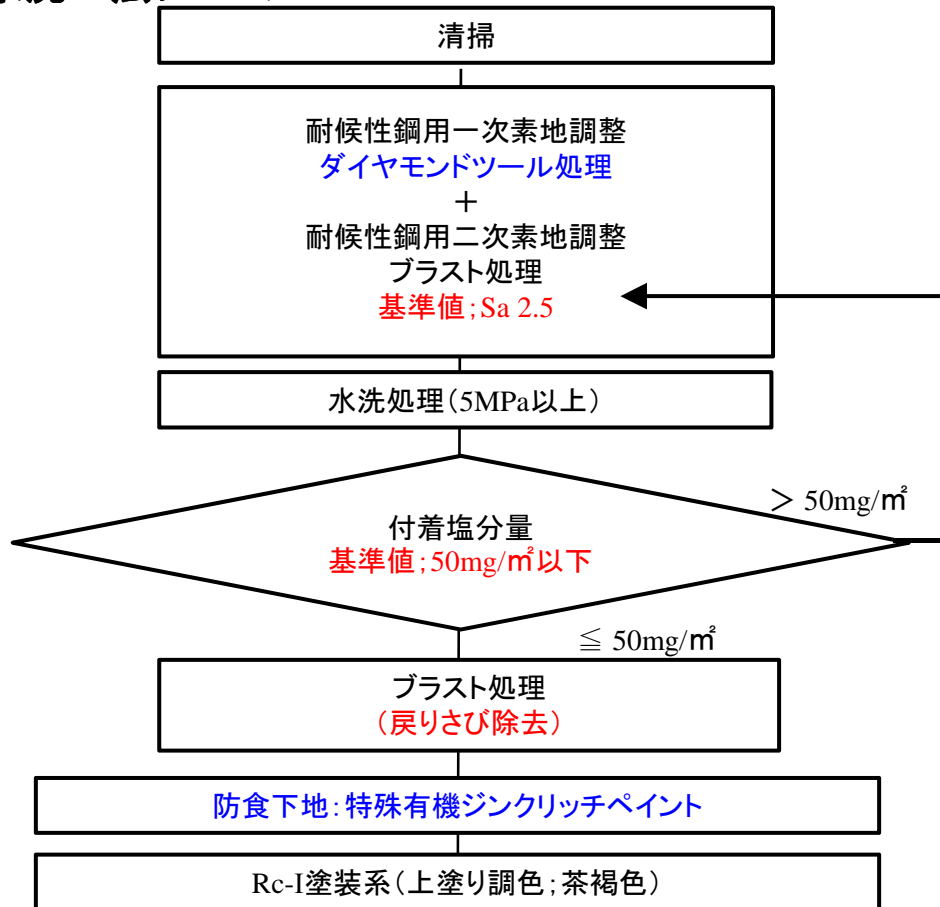 清掃
耐候性鋼用一次素地調整
ダイヤモンドツール処理
＋
耐候性鋼用二次素地調整
ブラスト処理
基準値；Sa 2.5
水洗処理（5MPa以上）
＞ 50mg/㎡
付着塩分量
基準値；50mg/㎡以下
≦ 50mg/㎡
ブラスト処理
（戻りさび除去）
防食下地：特殊有機ジンクリッチペイント
Rc-I塗装系（上塗り調色；茶褐色）